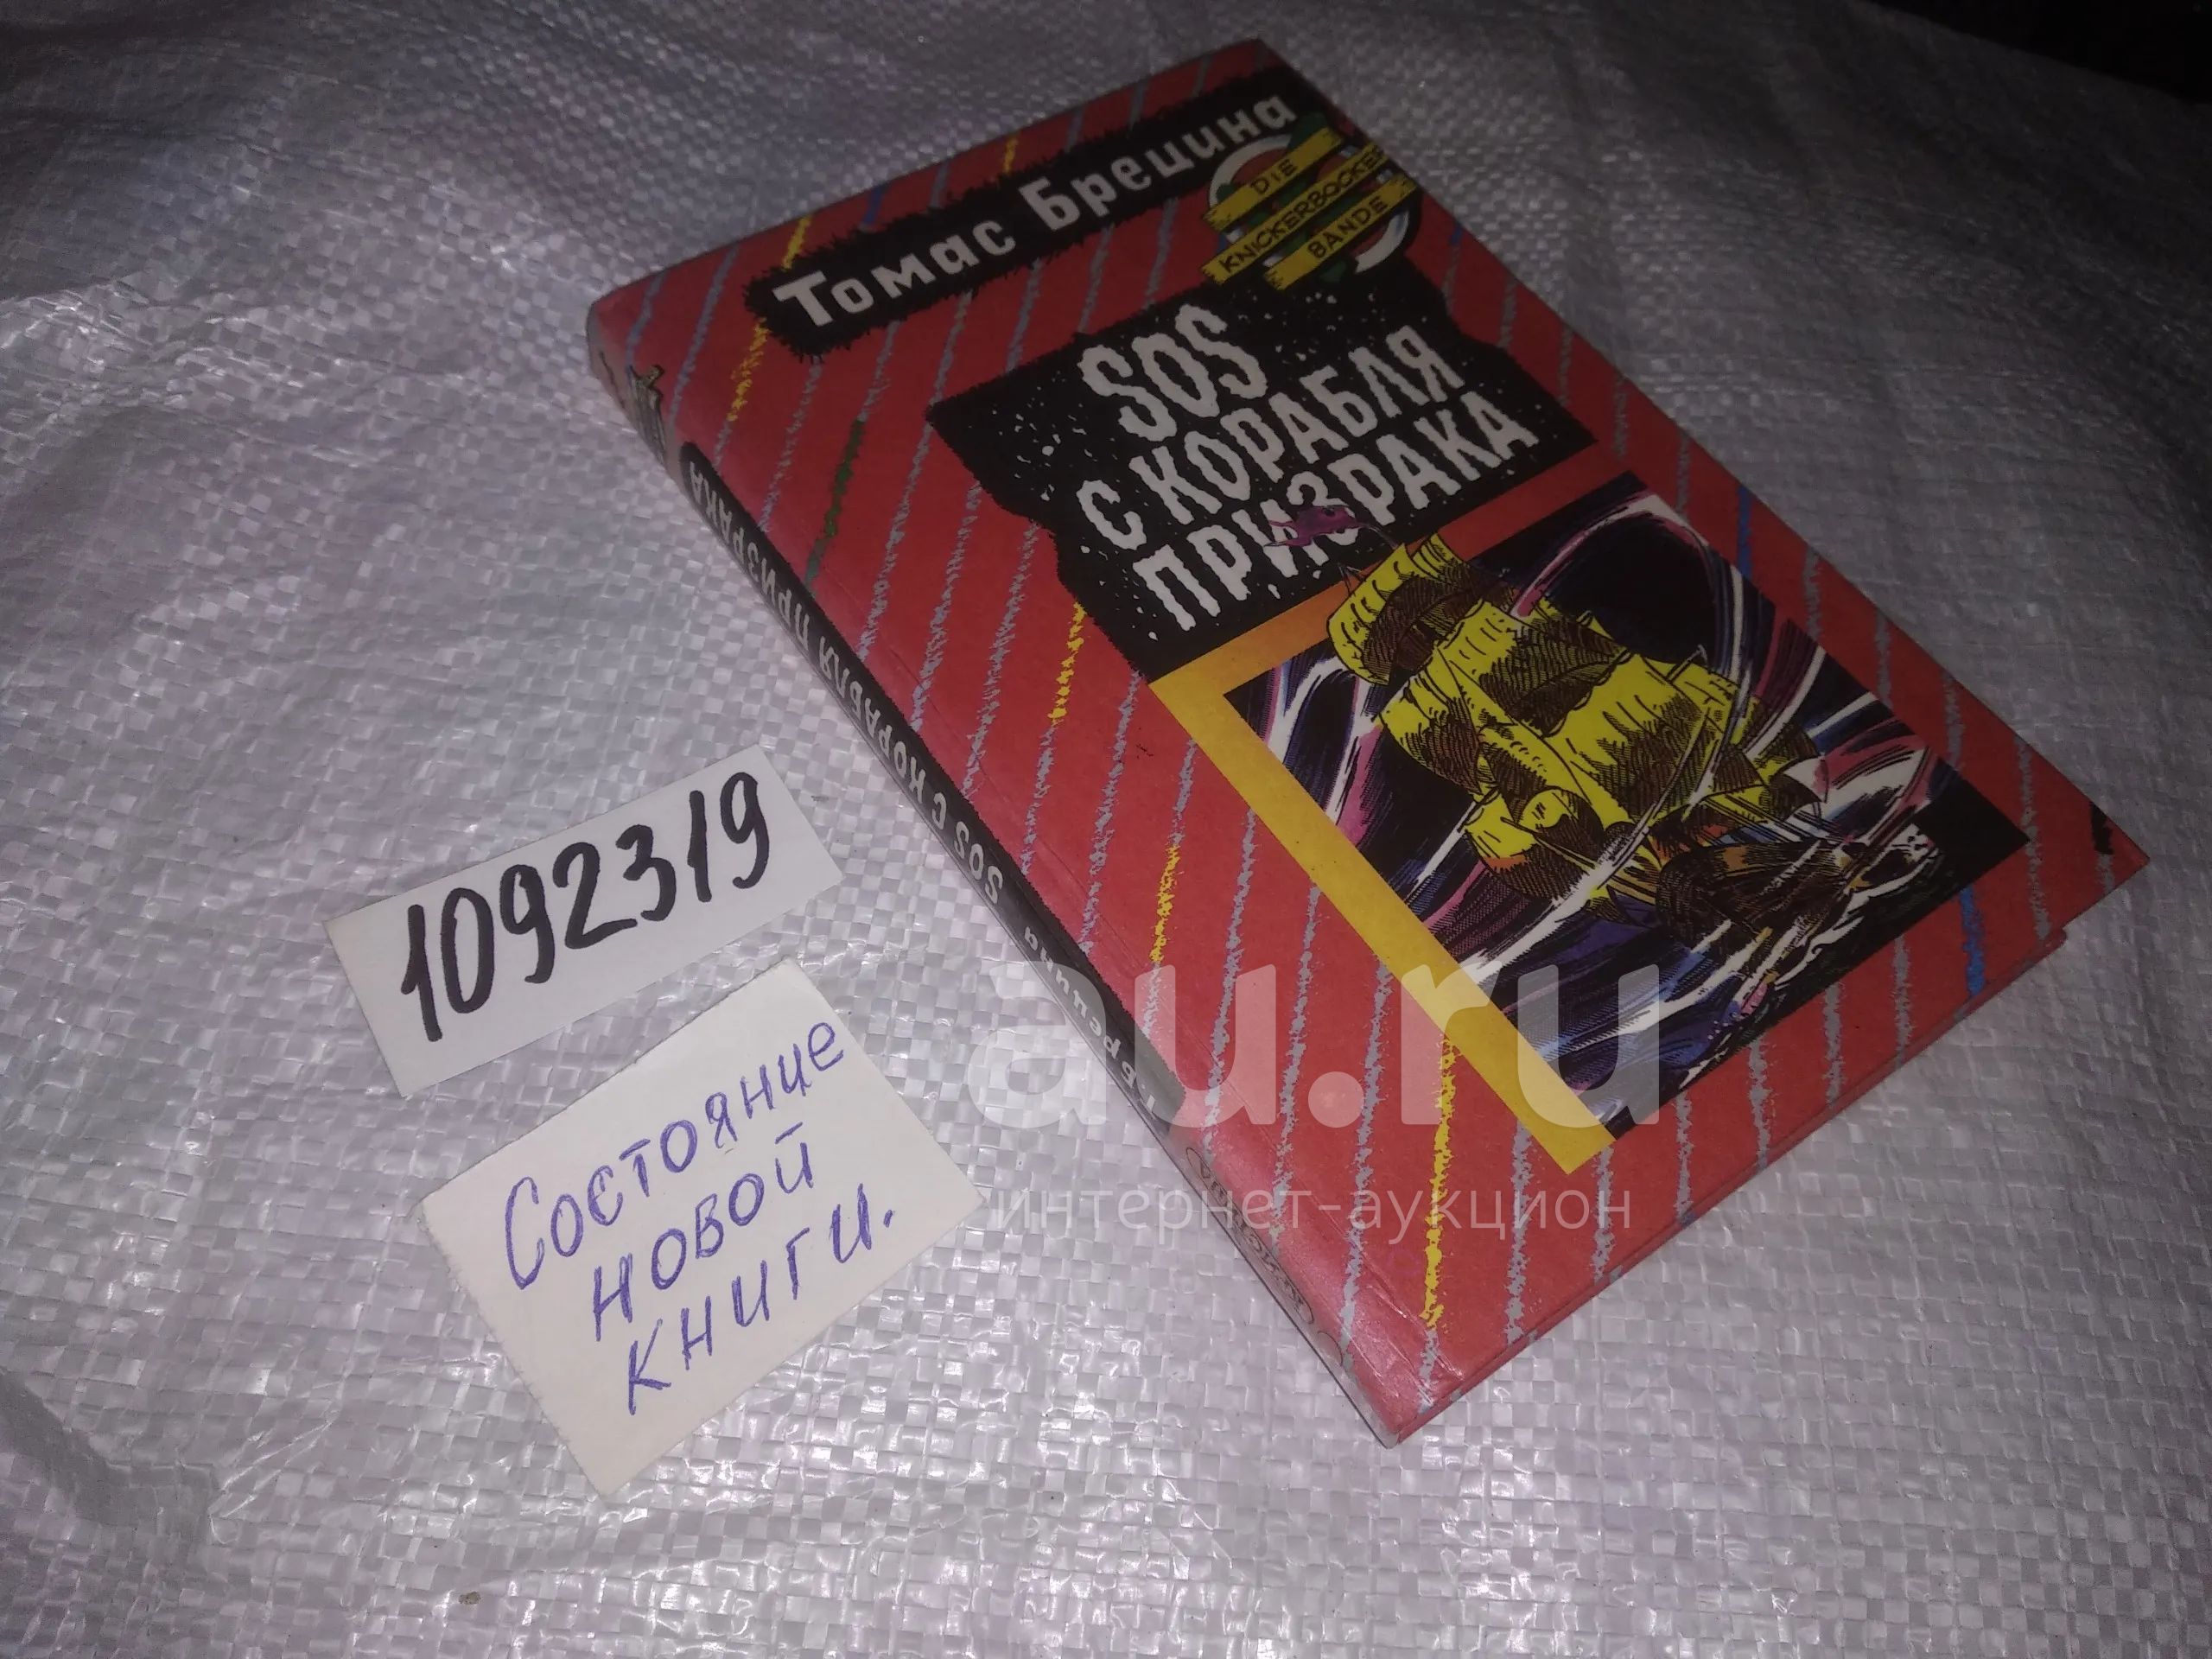 Томас Брецина
DIE
KNICKERBOCKER
BANDE
SOS
С КОРАБЛЯ
ПРИЗРАКА
Брецина SOS С КОРАБЛЯ ПРИЗРАКА
1092319
Состояние
новой
книги.
au.ru
интернет-аукцион